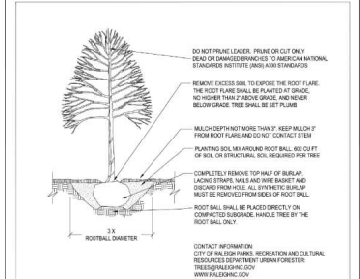 DO NOT PRUNE LEADER. PRUNE OR CUT ONLY
DEAD OR DAMAGED BRANCHES TO AMERICAN NATIONAL
STANDARDS INSTITUTE (ANSI) A300 STANDARDS
REMOVE EXCESS SOIL TO EXPOSE THE ROOT FLARE.
THE ROOT FLARE SHALL BE PLANTED AT GRADE,
NO HIGHER THAN 2" ABOVE GRADE, AND NEVER
BELOW GRADE. TREE SHALL BE SET PLUMB
MULCH DEPTH NOT MORE THAN 3". KEEP MULCH 3"
FROM ROOT FLARE AND DO NOT CONTACT STEM
PLANTING SOIL MIX AROUND ROOT BALL. 600 CU FT
OF SOIL OR STRUCTURAL SOIL REQUIRED PER TREE
COMPLETELY REMOVE TOP HALF OF BURLAP,
LACING STRAPS, NAILS AND WIRE BASKET AND
DISCARD FROM HOLE. ALL SYNTHETIC BURLAP
MUST BE REMOVED FROM SIDES OF ROOT BALL
ROOT BALL SHALL BE PLACED DIRECTLY ON
COMPACTED SUBGRADE. HANDLE TREE BY THE
ROOT BALL ONLY.
3 X
ROOTBALL DIAMETER
CONTACT INFORMATION:
CITY OF RALEIGH PARKS, RECREATION AND CULTURAL
RESOURCES DEPARTMENT URBAN FORESTER:
TREES@RALEIGHNC.GOV
WWW.RALEIGHNC.GOV